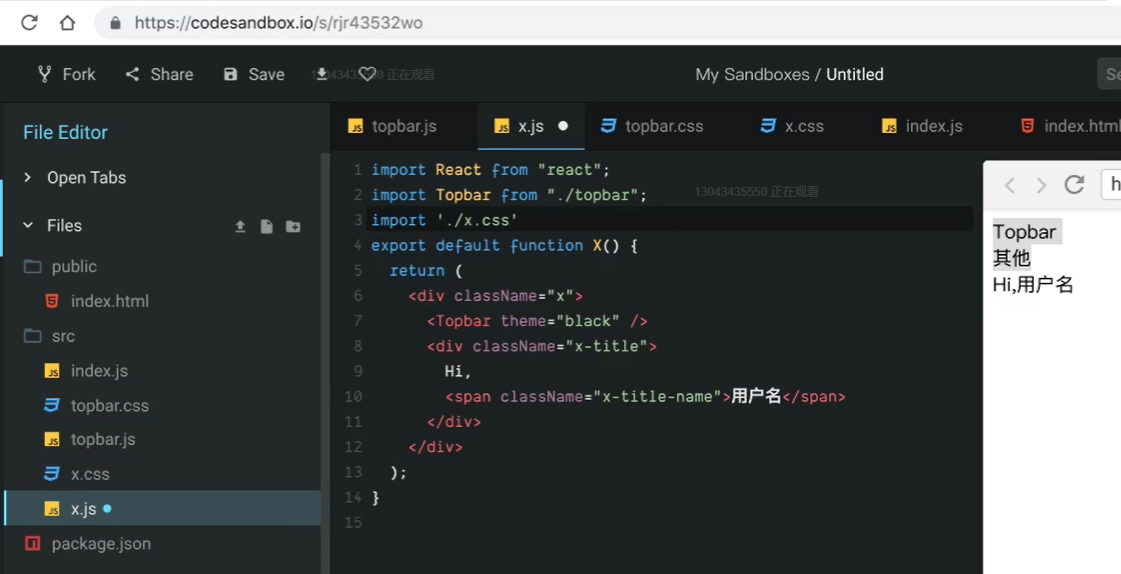 https://codesandbox.io/s/rjr43532wo
Fork Share Save My Sandboxes / Untitled Se
13043435550 正在观看
File Editor
topbar.js x.js topbar.css x.css index.js index.html
Open Tabs
Files
public
index.html
src
index.js
topbar.css
topbar.js
x.css
x.js
package.json
1 import React from "react";
2 import Topbar from "./topbar";
13043435550 正在观看
3 import './x.css'
4 export default function X() {
5 return (
6 <div className="x">
7 <Topbar theme="black" />
8 <div className="x-title">
9 Hi,
10 <span className="x-title-name">用户名</span>
11 </div>
12 </div>
13 );
14 }
15
h
Topbar
其他
Hi,用户名